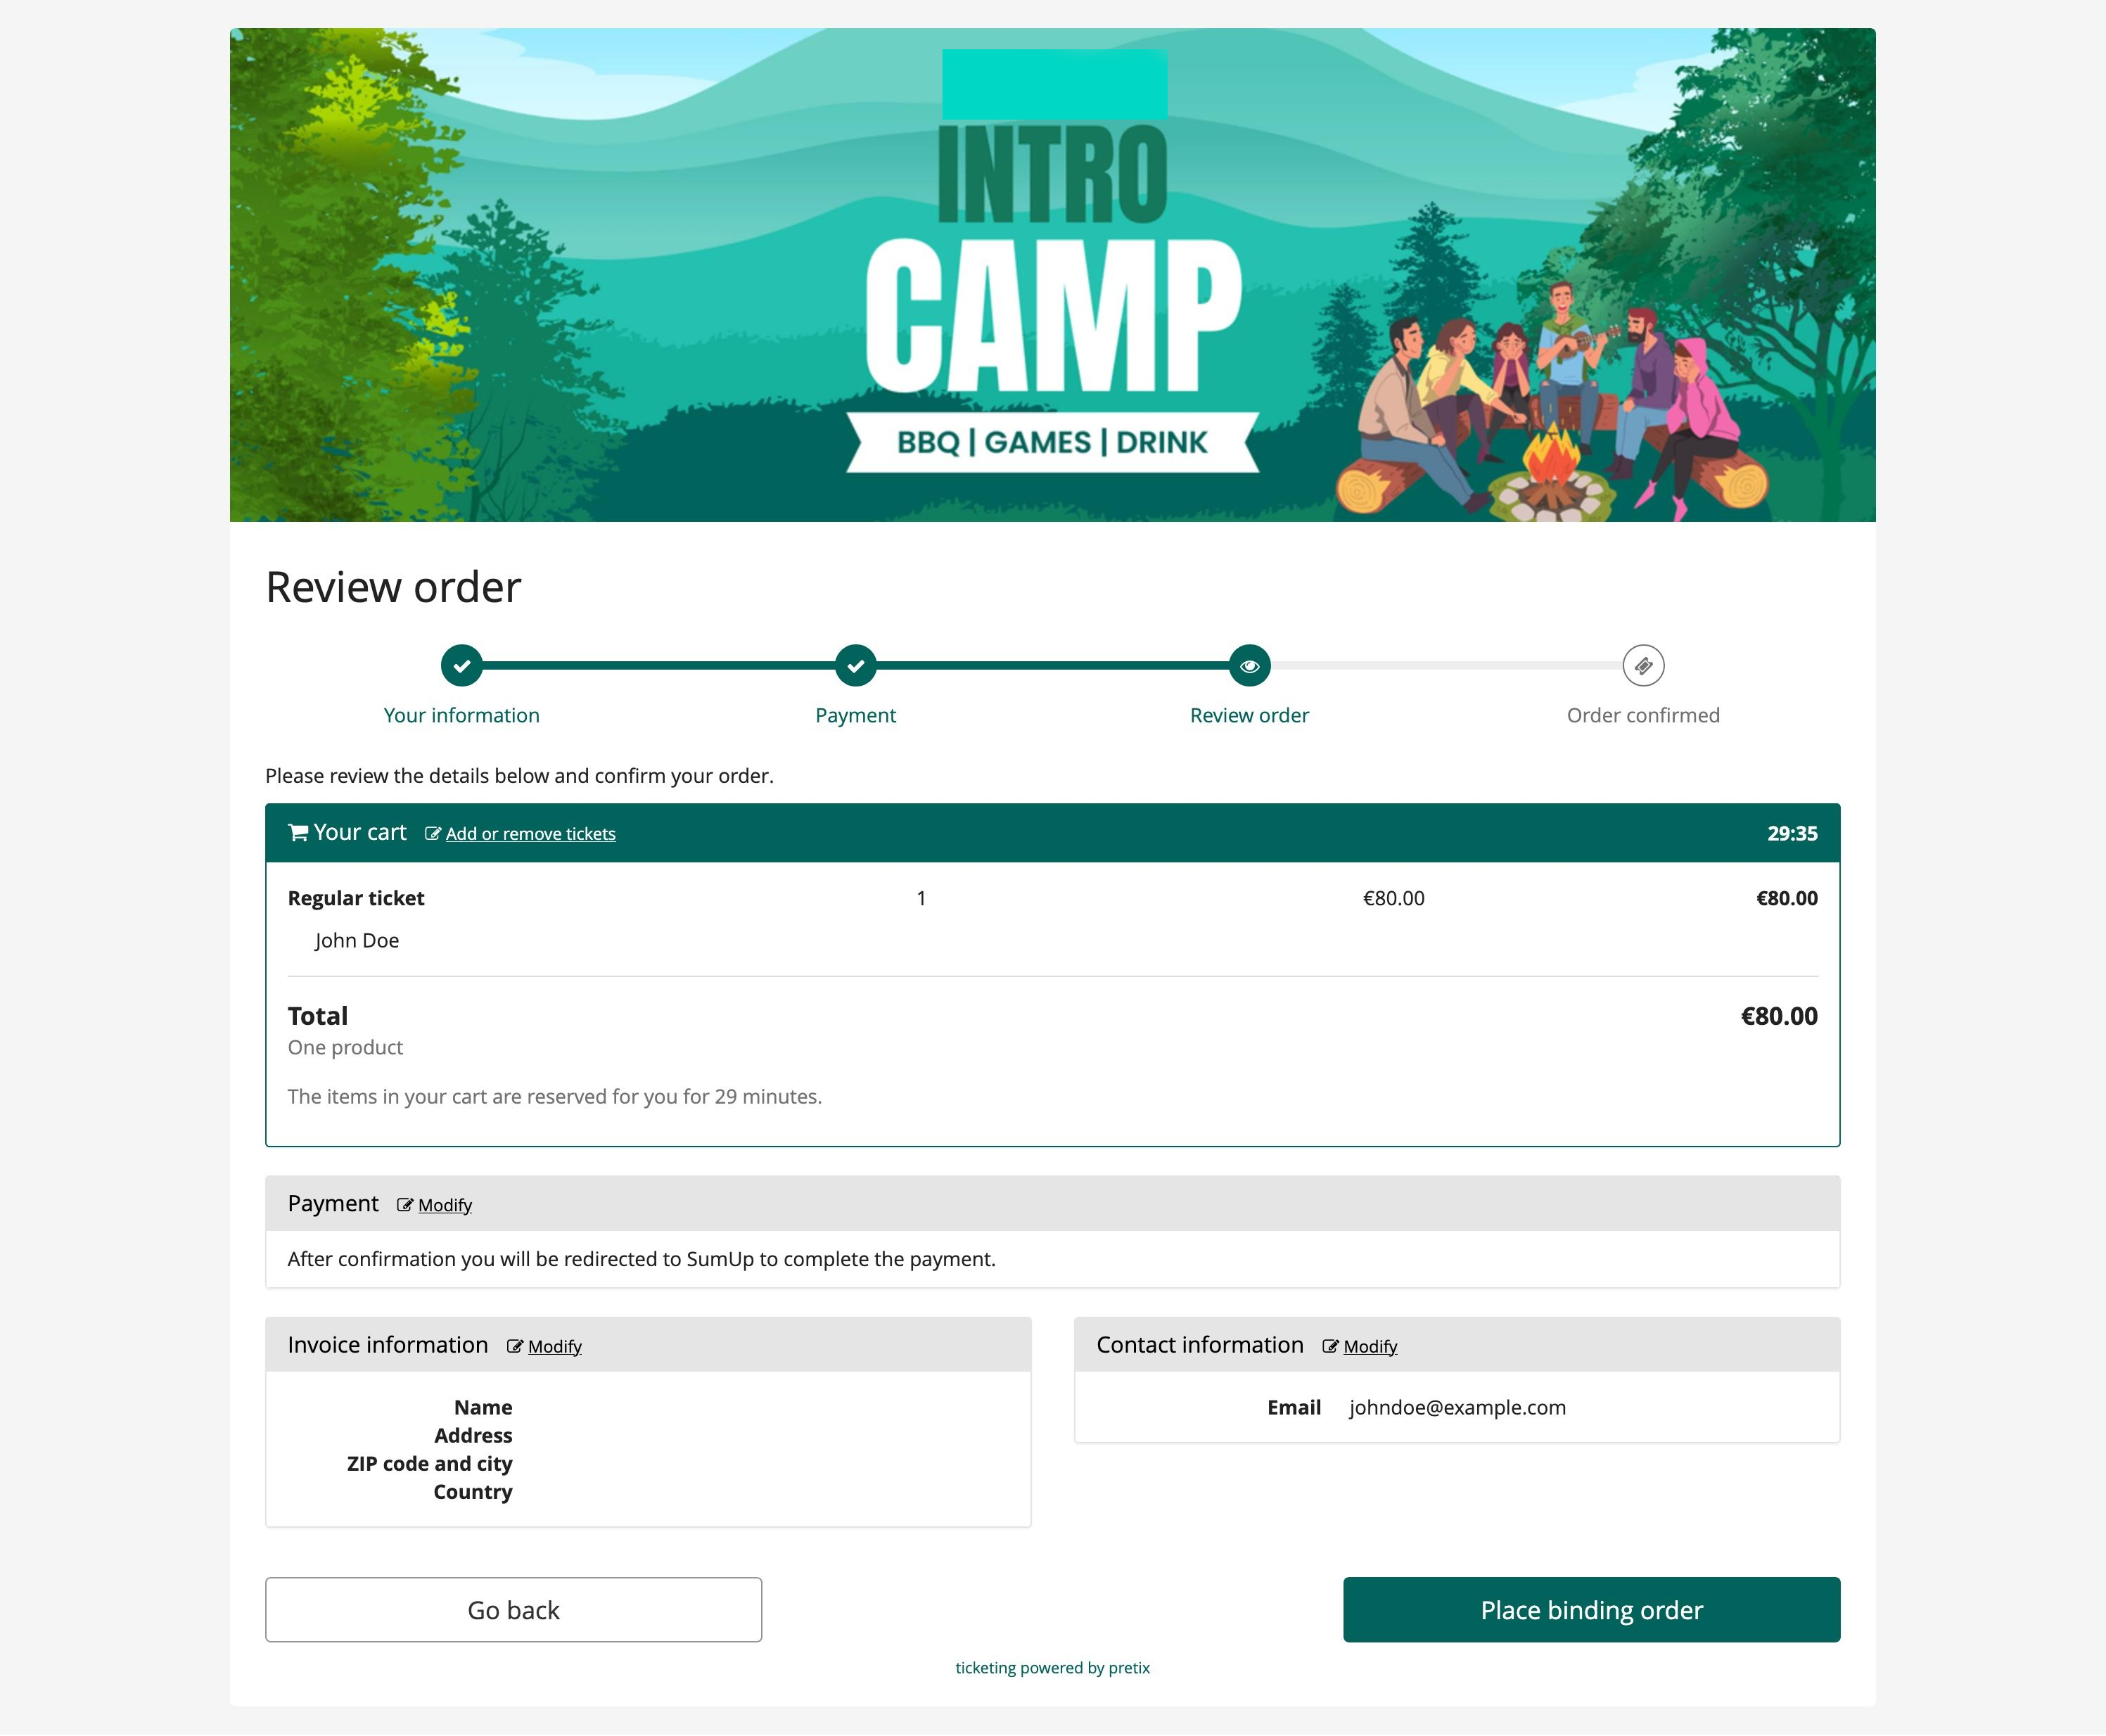 INTRO
CAMP
BBQ | GAMES | DRINK
Review order
Your information
Payment
Review order
Order confirmed
Please review the details below and confirm your order.
Your cart Add or remove tickets 29:35
Regular ticket 1 €80.00 €80.00
John Doe
Total €80.00
One product
The items in your cart are reserved for you for 29 minutes.
Payment Modify
After confirmation you will be redirected to SumUp to complete the payment.
Invoice information Modify
Name
Address
ZIP code and city
Country
Contact information Modify
Email johndoe@example.com
Go back
Place binding order
ticketing powered by pretix